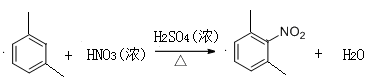 + HNO3(浓) H2SO4(浓) △ NO2 + H2O